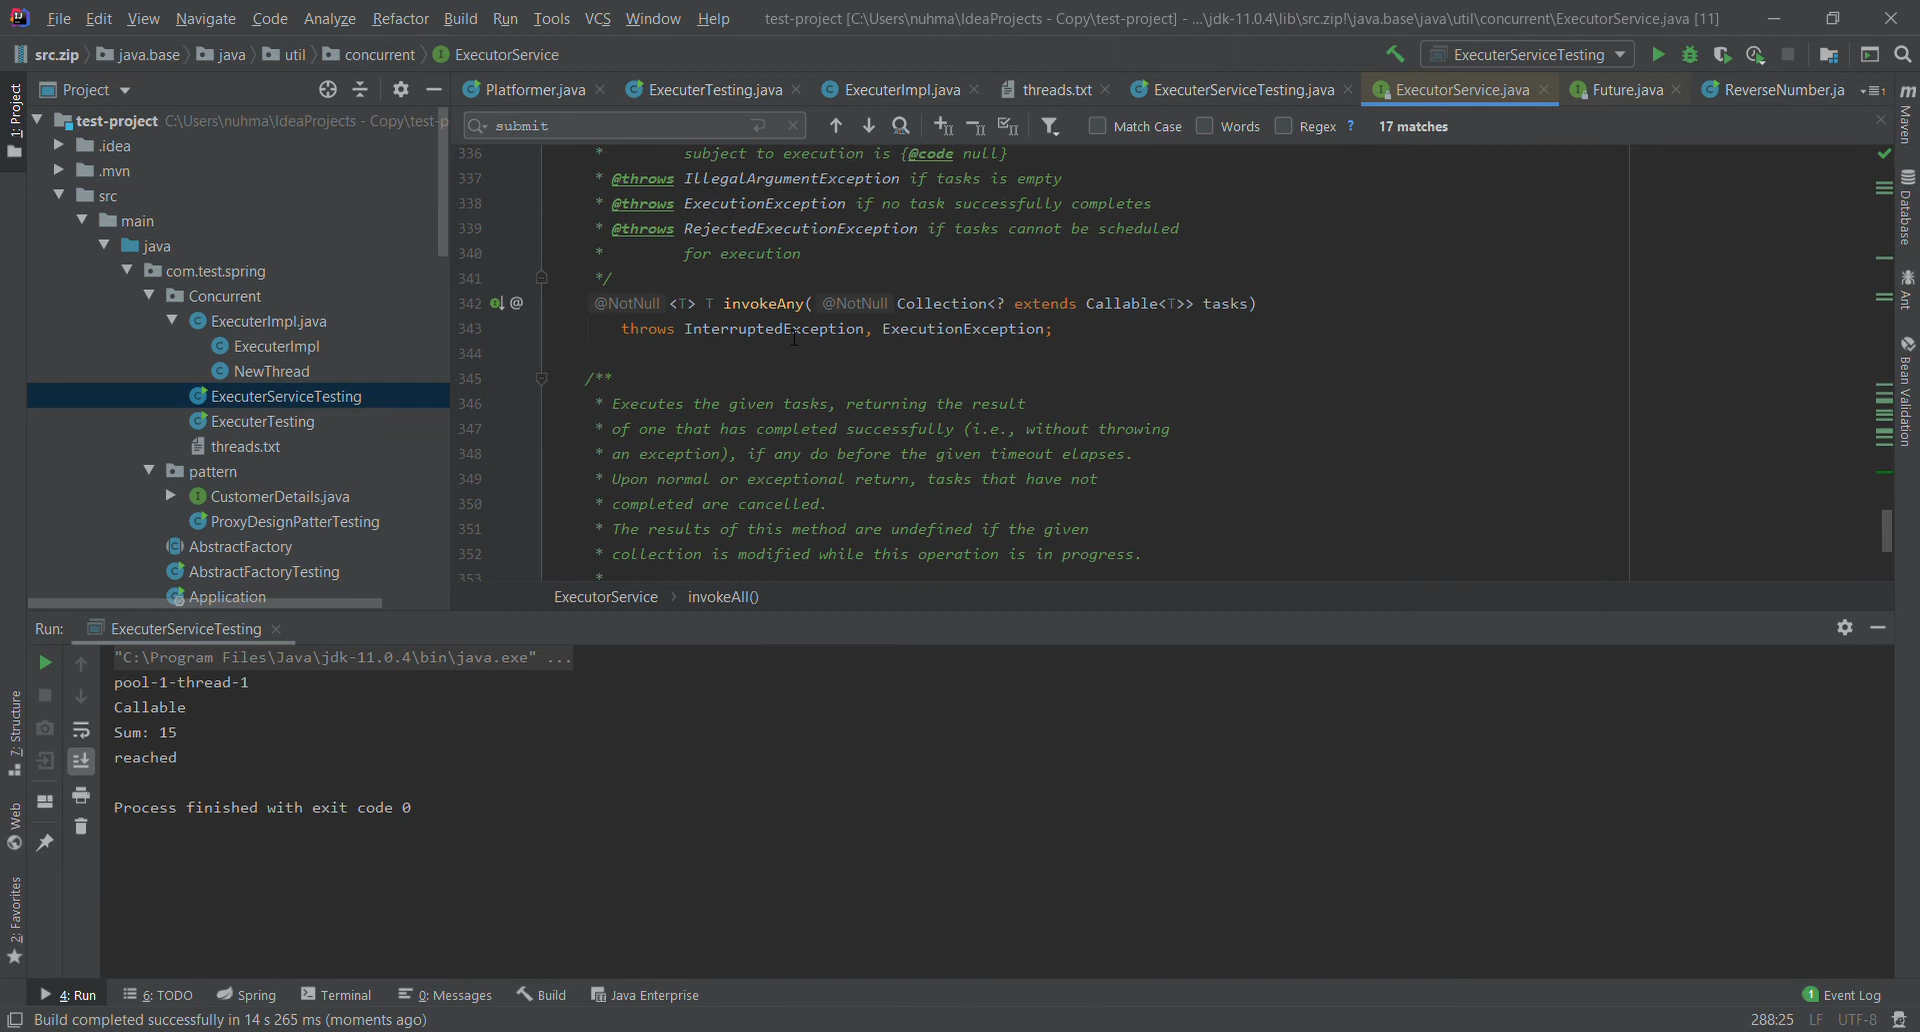 File Edit View Navigate Code Analyze Refactor Build Run Tools VCS Window Help test-project [C:\Users\nuhma\IdeaProjects - Copy\test-project] - ...\jdk-11.0.4\lib\src.zip!\java.base\java\util\concurrent\ExecutorService.java [11]
src.zip java.base java util concurrent ExecutorService ExecuterServiceTesting
Project Platformer.java ExecuterTesting.java ExecuterImpl.java threads.txt ExecuterServiceTesting.java ExecutorService.java Future.java ReverseNumber.ja
submit Match Case Words Regex ? 17 matches
1: Project
test-project C:\Users\nuhma\IdeaProjects - Copy\test-p
.idea
.mvn
src
main
java
com.test.spring
Concurrent
ExecuterImpl.java
ExecuterImpl
NewThread
ExecuterServiceTesting
ExecuterTesting
threads.txt
pattern
CustomerDetails.java
ProxyDesignPatterTesting
AbstractFactory
AbstractFactoryTesting
Application
336 * subject to execution is {@code null}
337 * @throws IllegalArgumentException if tasks is empty
338 * @throws ExecutionException if no task successfully completes
339 * @throws RejectedExecutionException if tasks cannot be scheduled
340 * for execution
341 */
342 @ @NotNull <T> T invokeAny( @NotNull Collection<? extends Callable<T>> tasks)
343 throws InterruptedException, ExecutionException;
344
345 /**
346 * Executes the given tasks, returning the result
347 * of one that has completed successfully (i.e., without throwing
348 * an exception), if any do before the given timeout elapses.
349 * Upon normal or exceptional return, tasks that have not
350 * completed are cancelled.
351 * The results of this method are undefined if the given
352 * collection is modified while this operation is in progress.
353 *
ExecutorService invokeAll()
Maven
Database
Ant
Bean Validation
Run: ExecuterServiceTesting
"C:\Program Files\Java\jdk-11.0.4\bin\java.exe" ...
pool-1-thread-1
Callable
Sum: 15
reached
Process finished with exit code 0
7: Structure
Web
2: Favorites
4: Run 6: TODO Spring Terminal 0: Messages Build Java Enterprise 1 Event Log
Build completed successfully in 14 s 265 ms (moments ago) 288:25 LF UTF-8